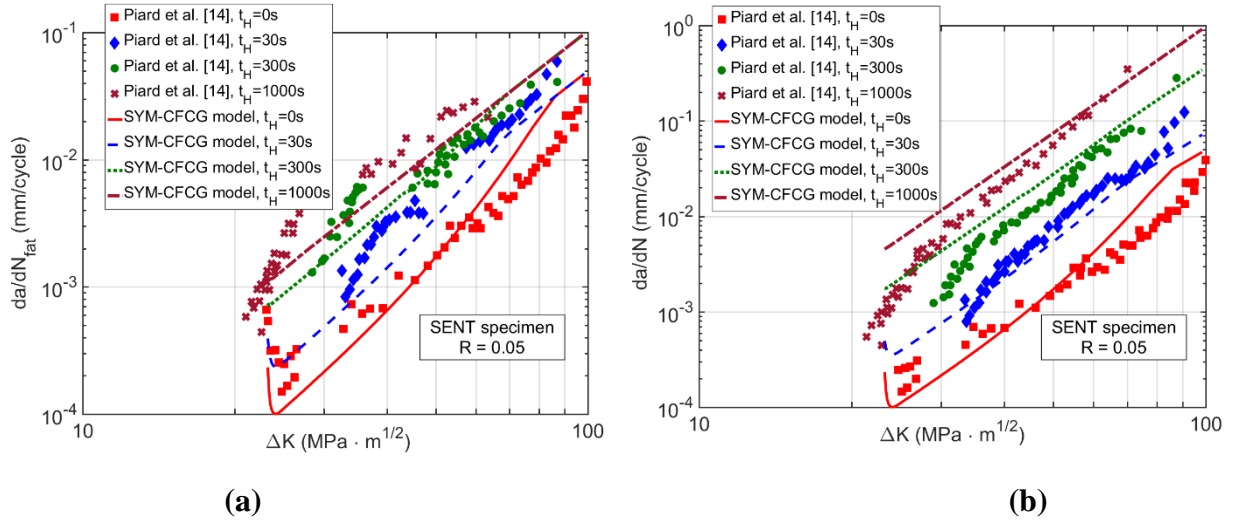 Piard et al. [14], t_H=0s
Piard et al. [14], t_H=30s
Piard et al. [14], t_H=300s
Piard et al. [14], t_H=1000s
SYM-CFCG model, t_H=0s
SYM-CFCG model, t_H=30s
SYM-CFCG model, t_H=300s
SYM-CFCG model, t_H=1000s
10^-1
10^-2
10^-3
10^-4
da/dN_fat (mm/cycle)
SENT specimen
R = 0.05
10
100
ΔK (MPa · m^1/2)
(a)
Piard et al. [14], t_H=0s
Piard et al. [14], t_H=30s
Piard et al. [14], t_H=300s
Piard et al. [14], t_H=1000s
SYM-CFCG model, t_H=0s
SYM-CFCG model, t_H=30s
SYM-CFCG model, t_H=300s
SYM-CFCG model, t_H=1000s
10^0
10^-1
10^-2
10^-3
10^-4
da/dN (mm/cycle)
SENT specimen
R = 0.05
10
100
ΔK (MPa · m^1/2)
(b)